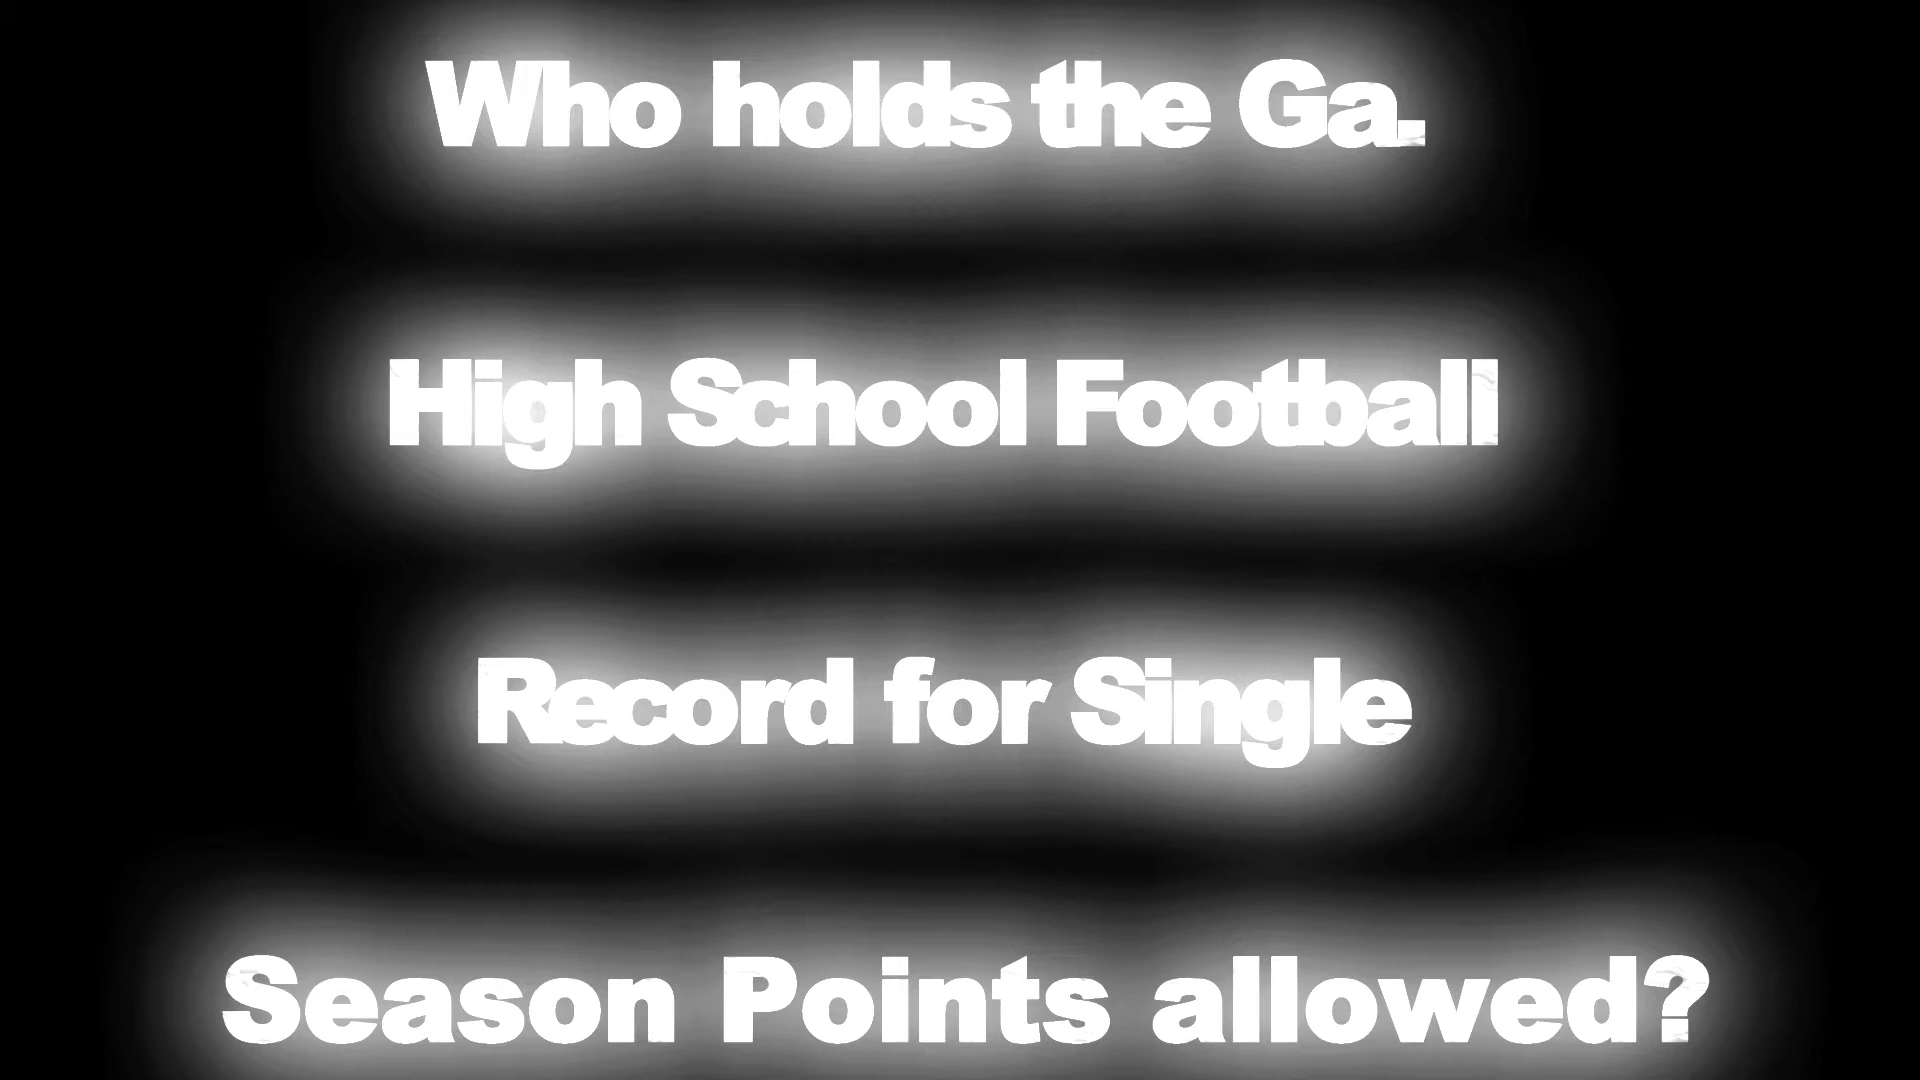 Who holds the Ga.
High School Football
Record for Single
Season Points allowed?